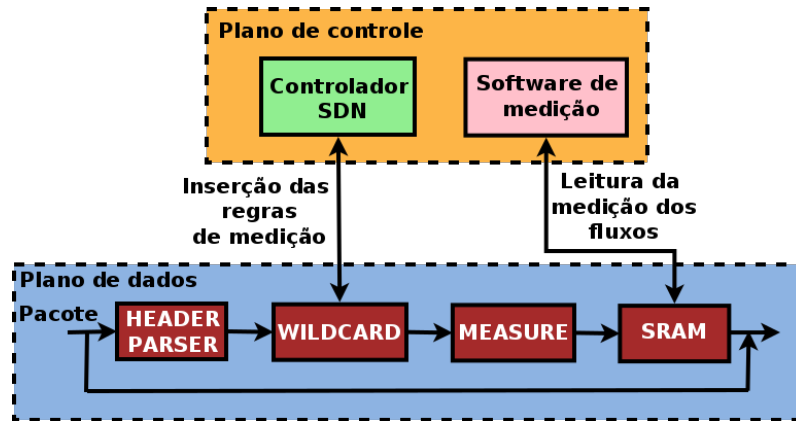 Plano de controle
Controlador
SDN
Software de
medição
Inserção das
regras
de medição
Leitura da
medição dos
fluxos
Plano de dados
Pacote
HEADER
PARSER
WILDCARD
MEASURE
SRAM